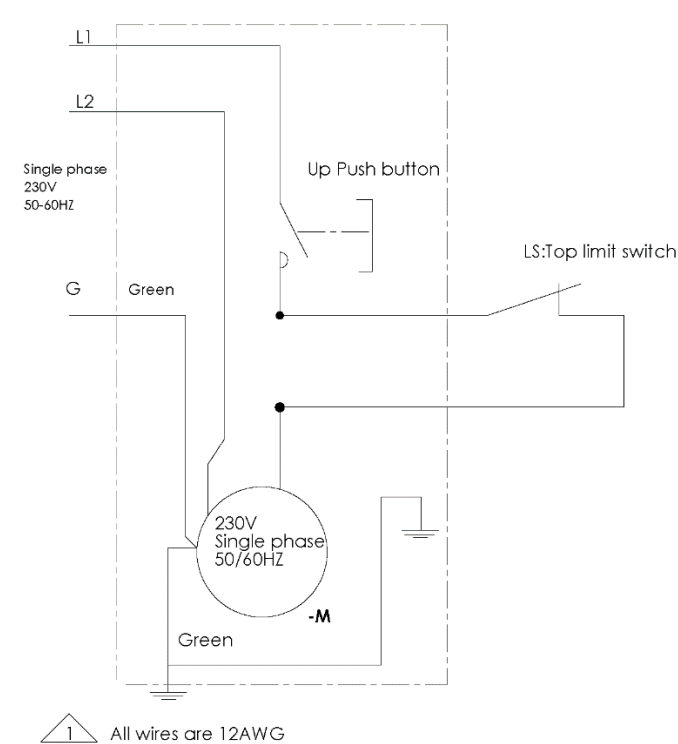 L1
L2
Single phase
230V
50-60HZ
Up Push button
LS:Top limit switch
G
Green
230V
Single phase
50/60HZ
-M
Green
1
All wires are 12AWG